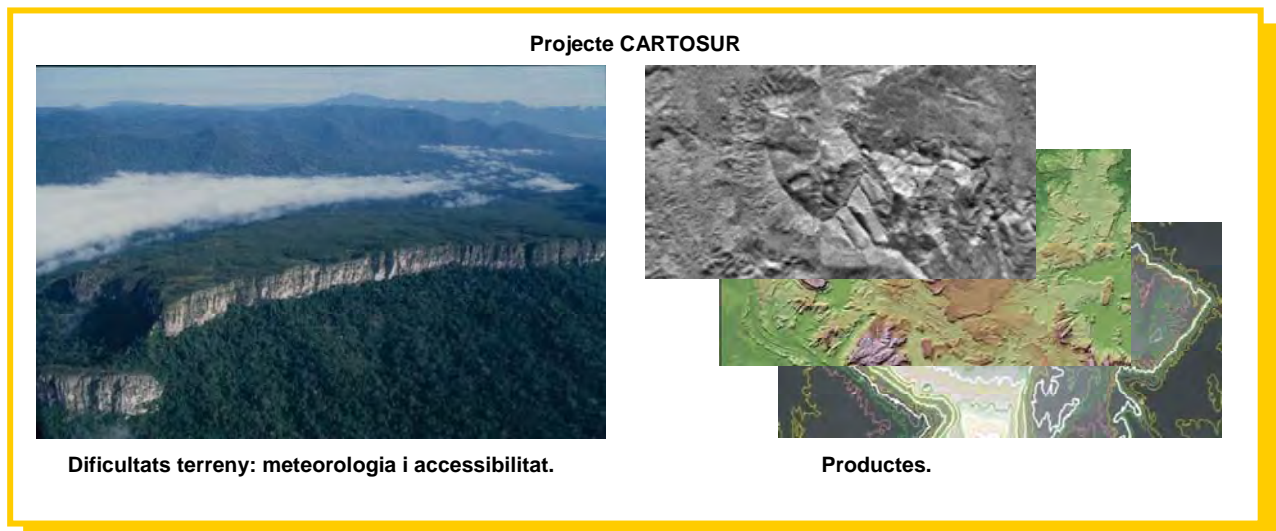 Projecte CARTOSUR
Dificultats terreny: meteorologia i accessibilitat.
Productes.